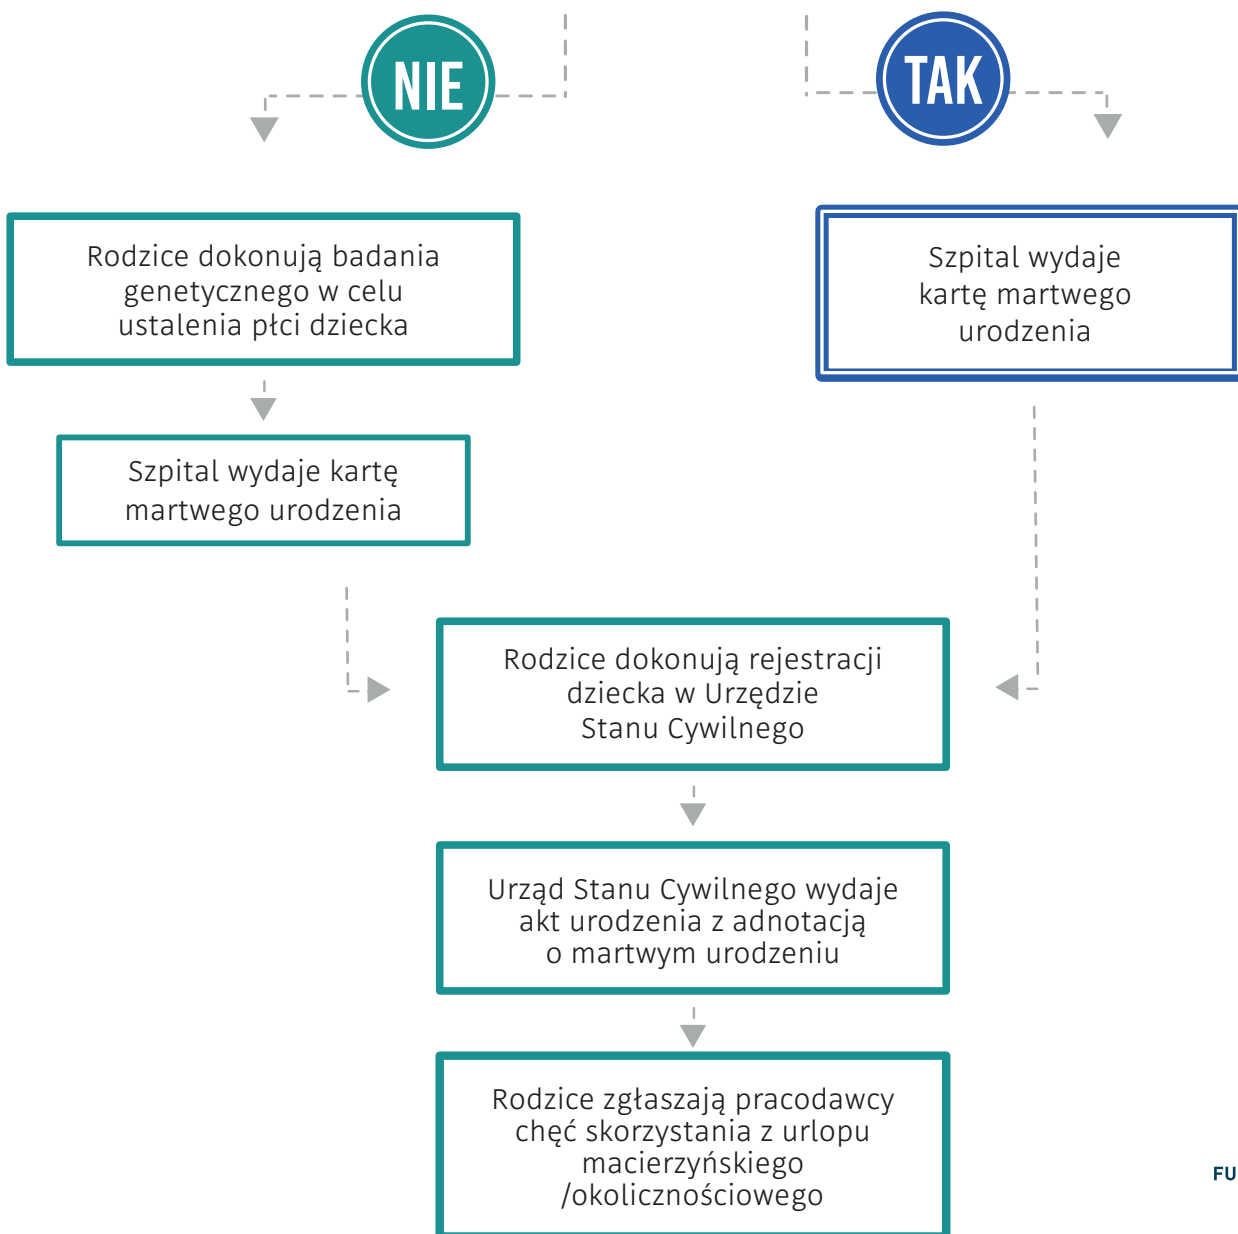 NIE
TAK
Rodzice dokonują badania
genetycznego w celu
ustalenia płci dziecka
Szpital wydaje
kartę martwego
urodzenia
Szpital wydaje kartę
martwego urodzenia
Rodzice dokonują rejestracji
dziecka w Urzędzie
Stanu Cywilnego
Urząd Stanu Cywilnego wydaje
akt urodzenia z adnotacją
o martwym urodzeniu
Rodzice zgłaszają pracodawcy
chęć skorzystania z urlopu
macierzyńskiego
/okolicznościowego
FU